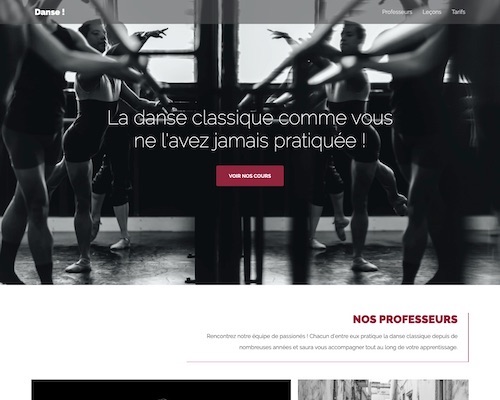 Danse !
Professeurs Leçons Tarifs
La danse classique comme vous
ne l'avez jamais pratiquée !
VOIR NOS COURS
NOS PROFESSEURS
Rencontrez notre équipe de passionés ! Chacun d'entre eux pratique la danse classique depuis de
nombreuses années et saura vous accompagner tout au long de votre apprentissage.